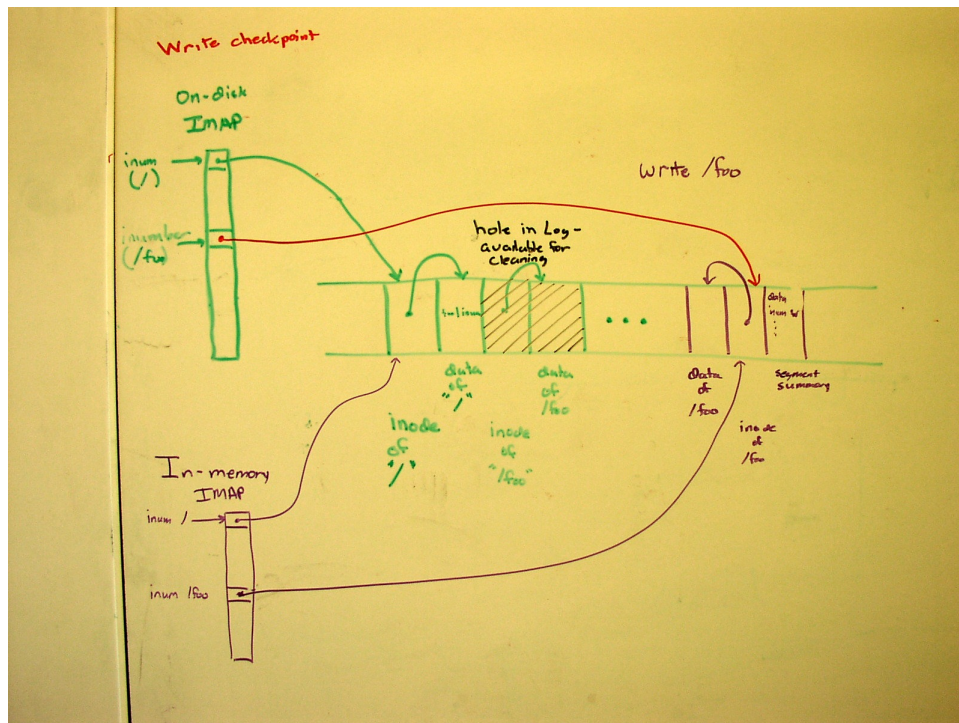 Write checkpoint
On-disk
IMAP
inum
(/)
inumber
(/foo)
Write /foo
hole in Log-
available for
cleaning
data
inum &
data
of
"/"
data
of
/foo
data
of
/foo
segment
summary
inode
of
"/"
inode
of
"/foo"
inode
of
/foo
In-memory
IMAP
inum /
inum /foo